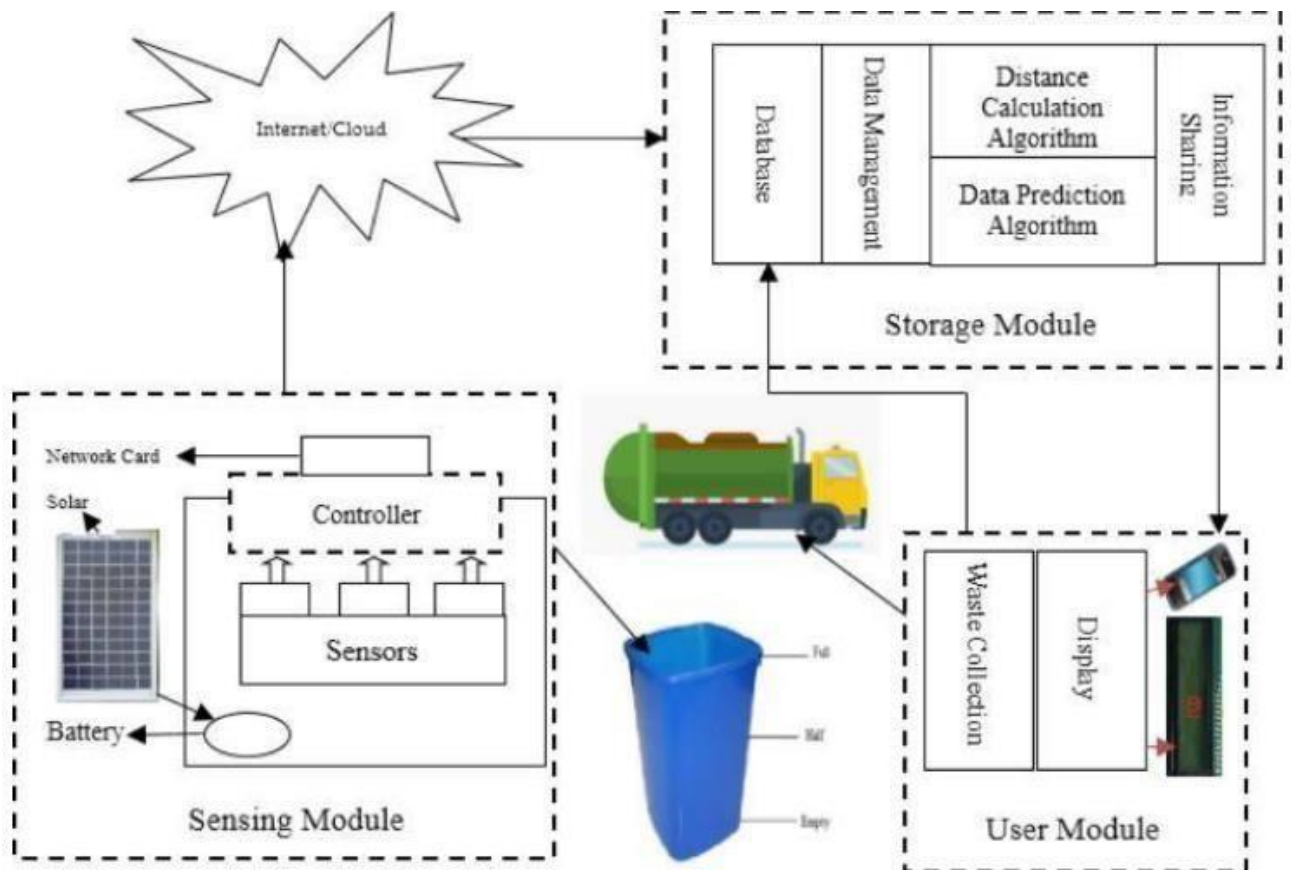 Internet/Cloud
Database
Data Management
Distance
Calculation
Algorithm
Data Prediction
Algorithm
Information
Sharing
Storage Module
Network Card
Solar
Controller
Sensors
Battery
Sensing Module
Full
Half
Empty
Waste Collection
Display
User Module